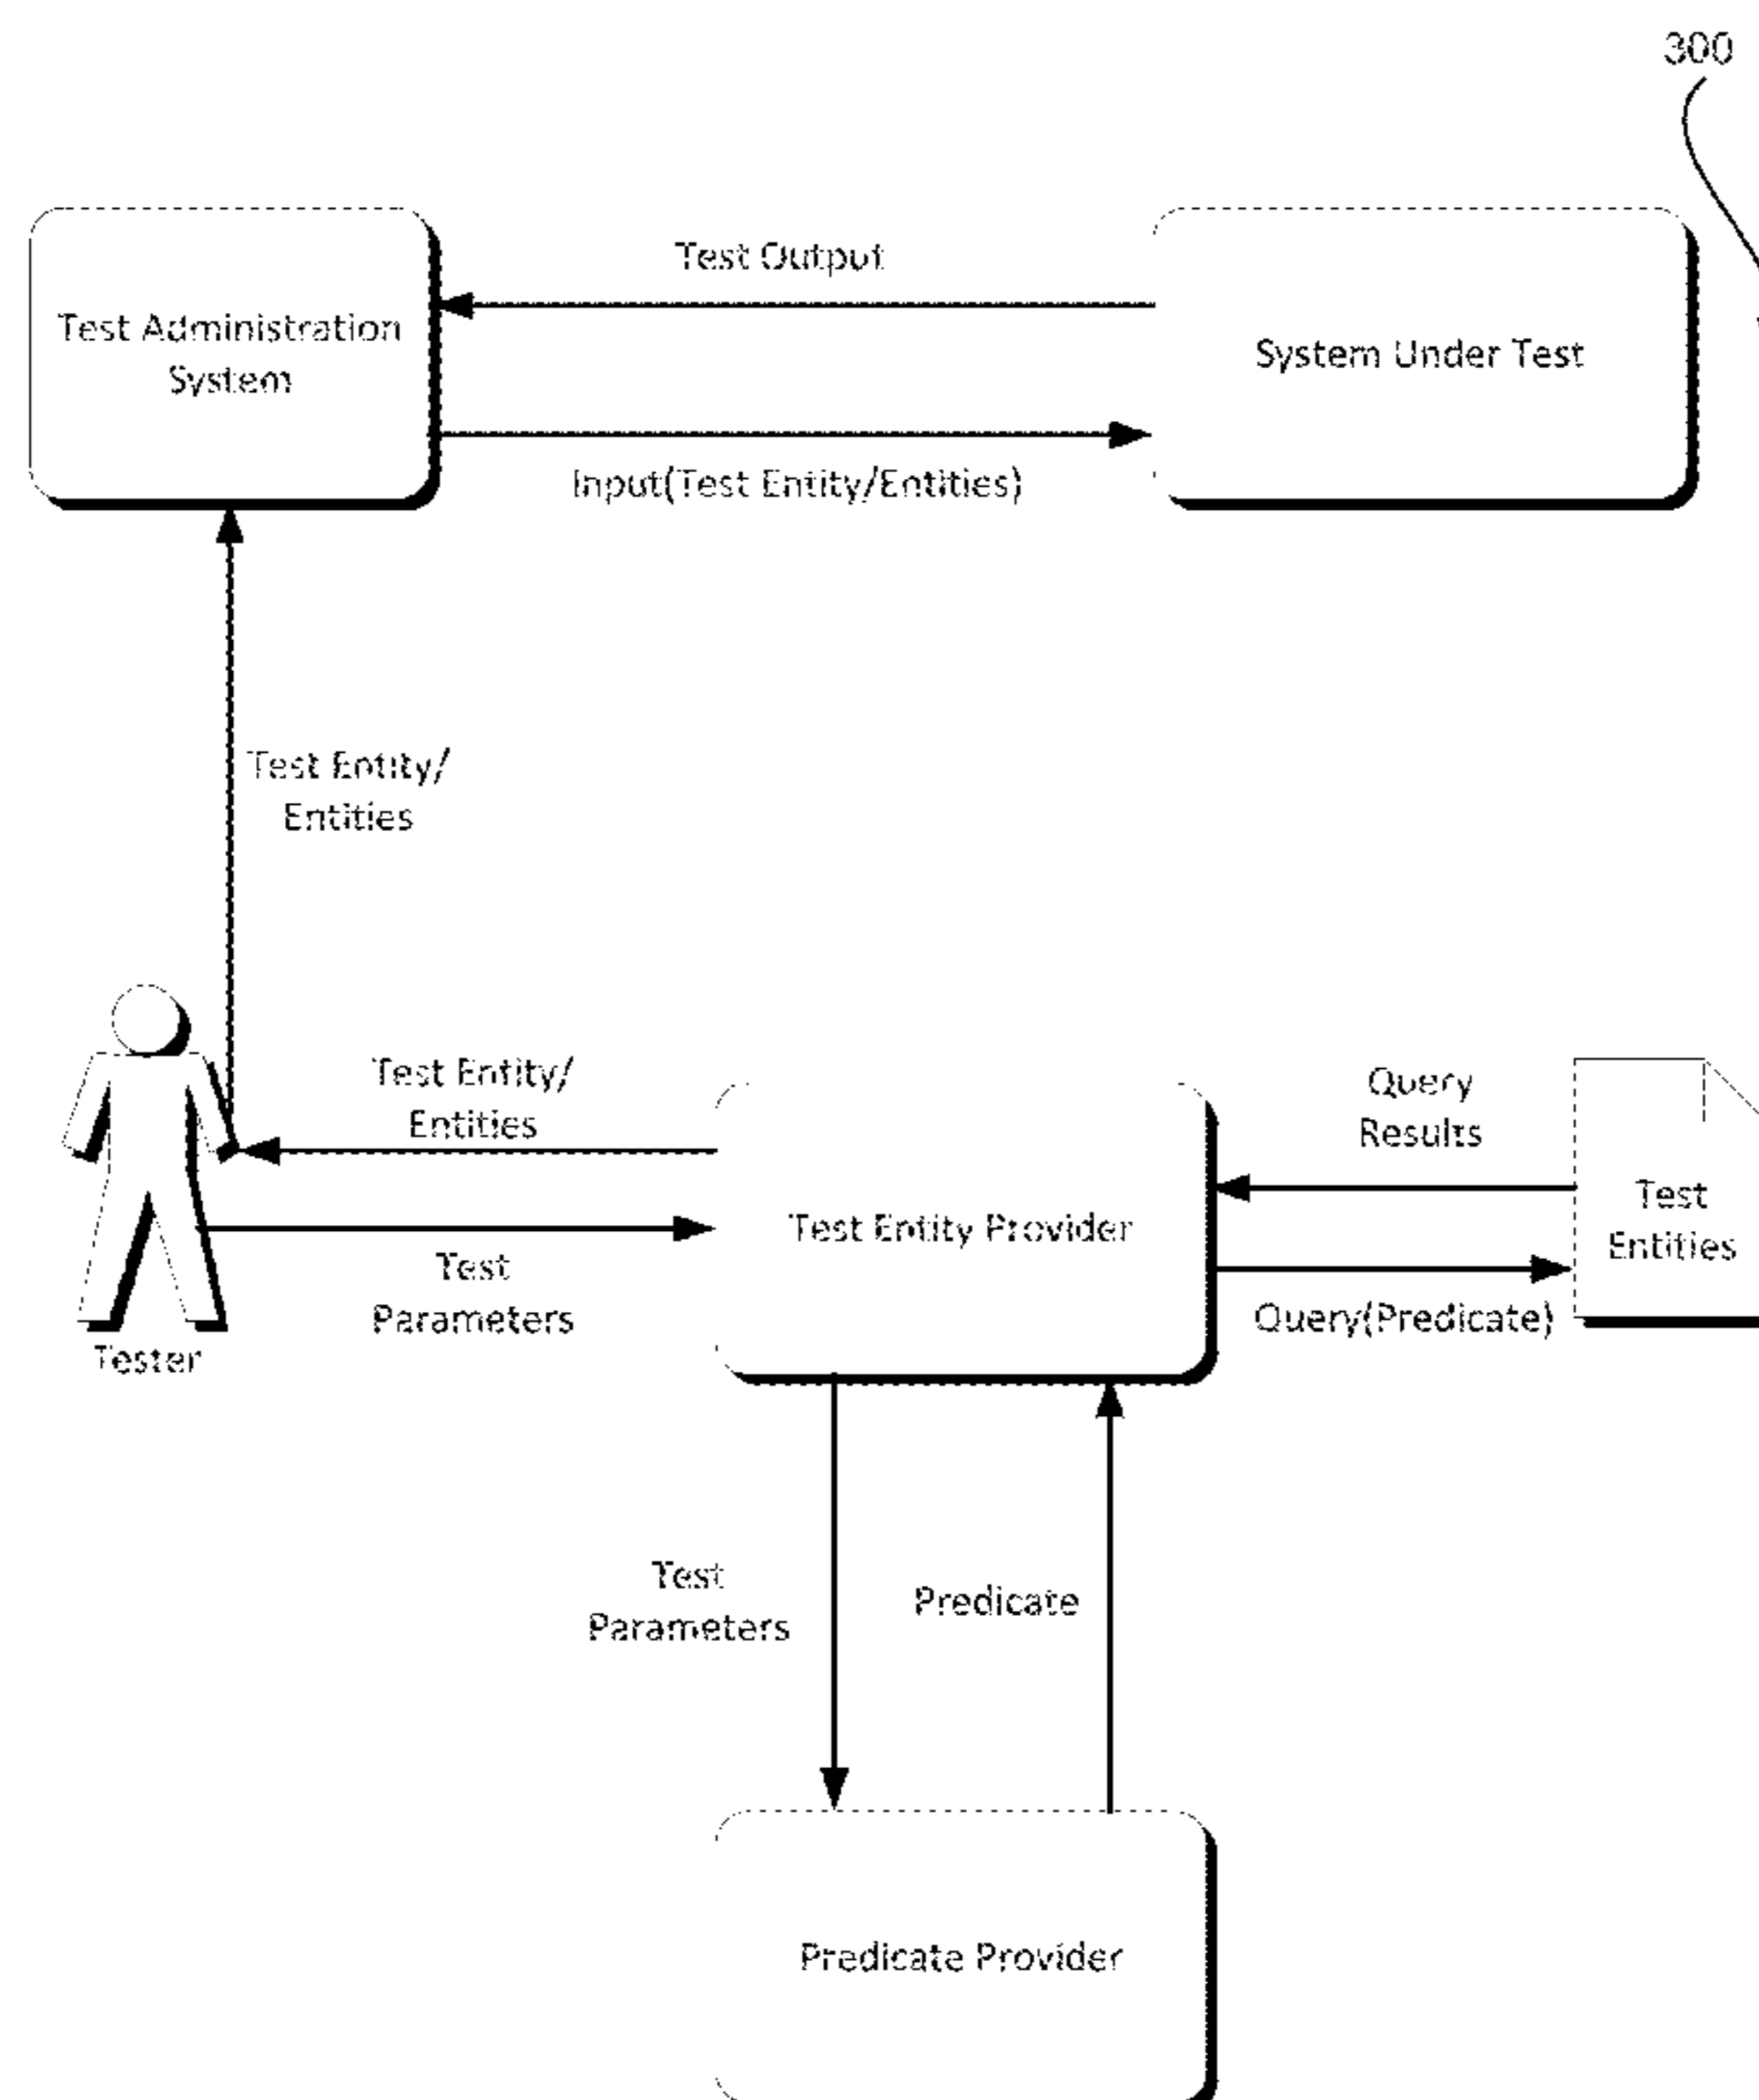 300
Test Output
Test Administration
System
System Under Test
Input(Test Entity/Entities)
Test Entity/
Entities
Test Entity/
Entities
Query
Results
Test
Entities
Test Entity Provider
Test
Parameters
Query(Predicate)
Tester
Test
Parameters
Predicate
Predicate Provider